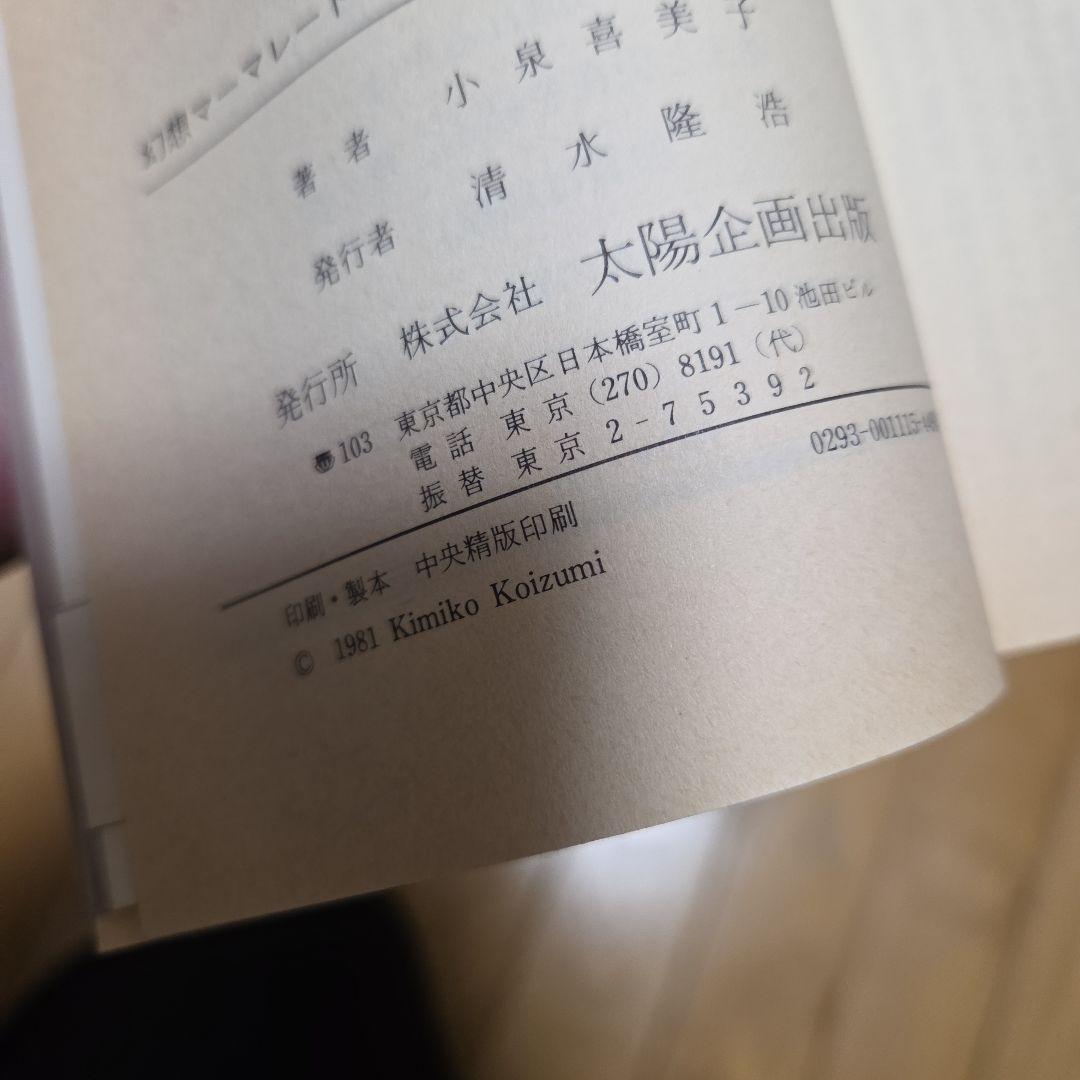 幻想マーマレード
著者 小泉喜美子
発行者 清水隆浩
発行所 株式会社 太陽企画出版
〠103 東京都中央区日本橋室町1−10池田ビル
電話 東京(270)8191(代)
振替 東京2−75392
0293-001115-
印刷・製本 中央精版印刷
© 1981 Kimiko Koizumi